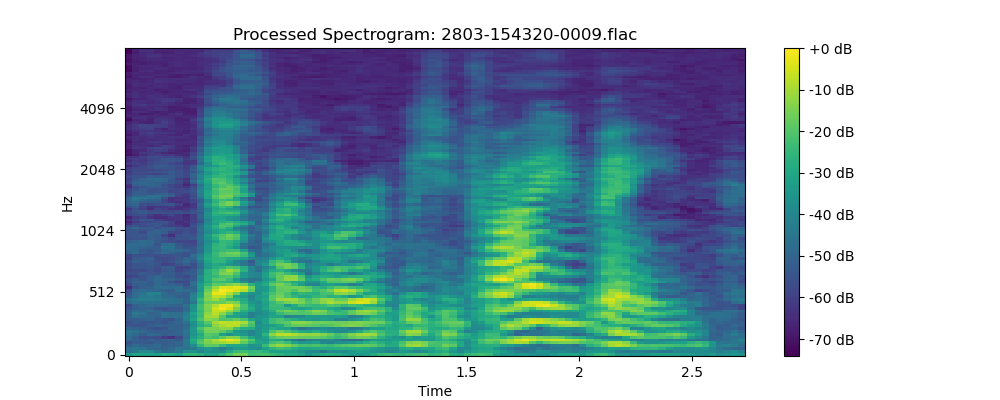 Processed Spectrogram: 2803-154320-0009.flac
+0 dB
-10 dB
-20 dB
-30 dB
-40 dB
-50 dB
-60 dB
-70 dB
4096
2048
1024
512
0
Hz
0 0.5 1 1.5 2 2.5
Time